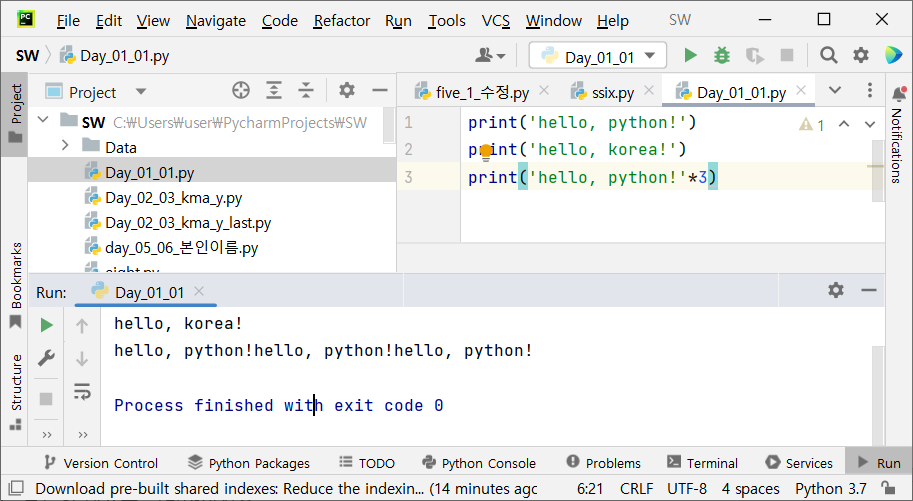 PC File Edit View Navigate Code Refactor Run Tools VCS Window Help SW
SW Day_01_01.py Day_01_01
Project
Project
five_1_수정.py ssix.py Day_01_01.py
Notifications
SW C:₩Users₩user₩PycharmProjects₩SW
Data
Day_01_01.py
Day_02_03_kma_y.py
Day_02_03_kma_y_last.py
day_05_06_본인이름.py
eight.py
1 print('hello, python!')
2 print('hello, korea!')
3 print('hello, python!'*3)
1
Bookmarks
Structure
Run: Day_01_01
hello, korea!
hello, python!hello, python!hello, python!
Process finished with exit code 0
Version Control Python Packages TODO Python Console Problems Terminal Services Run
Download pre-built shared indexes: Reduce the indexin... (14 minutes agc 6:21 CRLF UTF-8 4 spaces Python 3.7